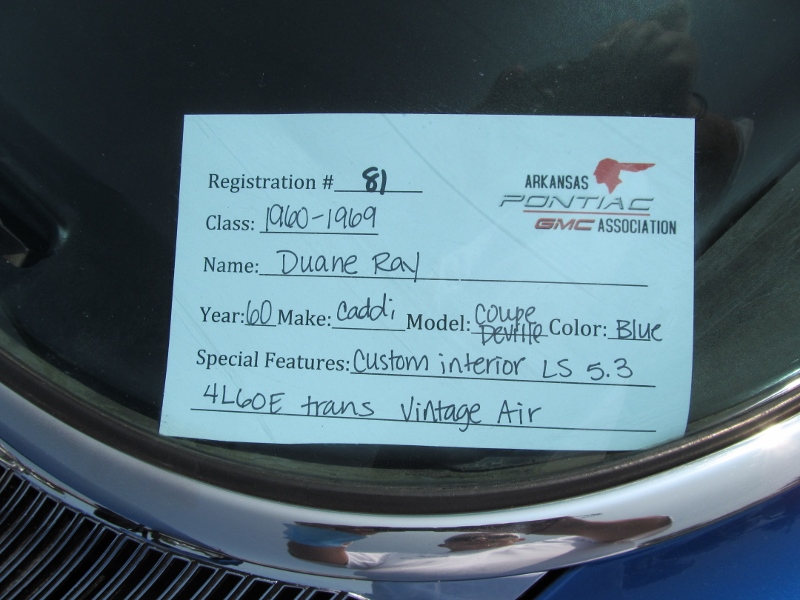 ARKANSAS
PONTIAC
GMC ASSOCIATION
Registration # 81
Class: 1960-1969
Name: Duane Ray
Year: 60 Make: Caddi Model: Coupe Deville Color: Blue
Special Features: Custom interior LS 5.3
4L60E trans Vintage Air